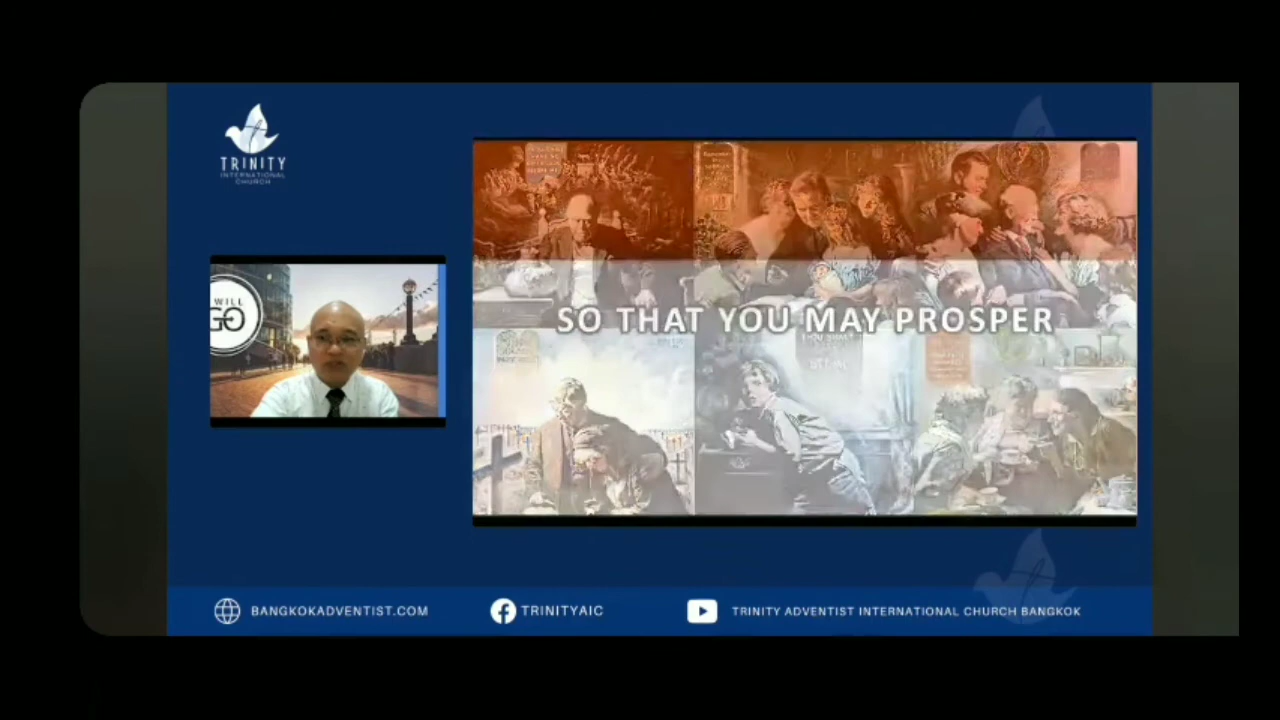 TRINITY
INTERNATIONAL
CHURCH
WILL
GO
SO THAT YOU MAY PROSPER
BANGKOKADVENTIST.COM
TRINITYAIC
TRINITY ADVENTIST INTERNATIONAL CHURCH BANGKOK